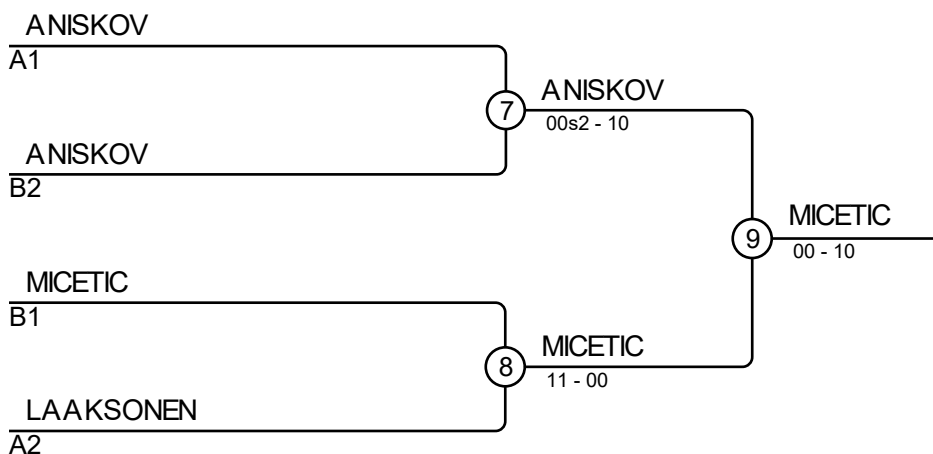 ANISKOV
A1
7
ANISKOV
00s2 - 10
ANISKOV
B2
9
MICETIC
00 - 10
MICETIC
B1
8
MICETIC
11 - 00
LAAKSONEN
A2